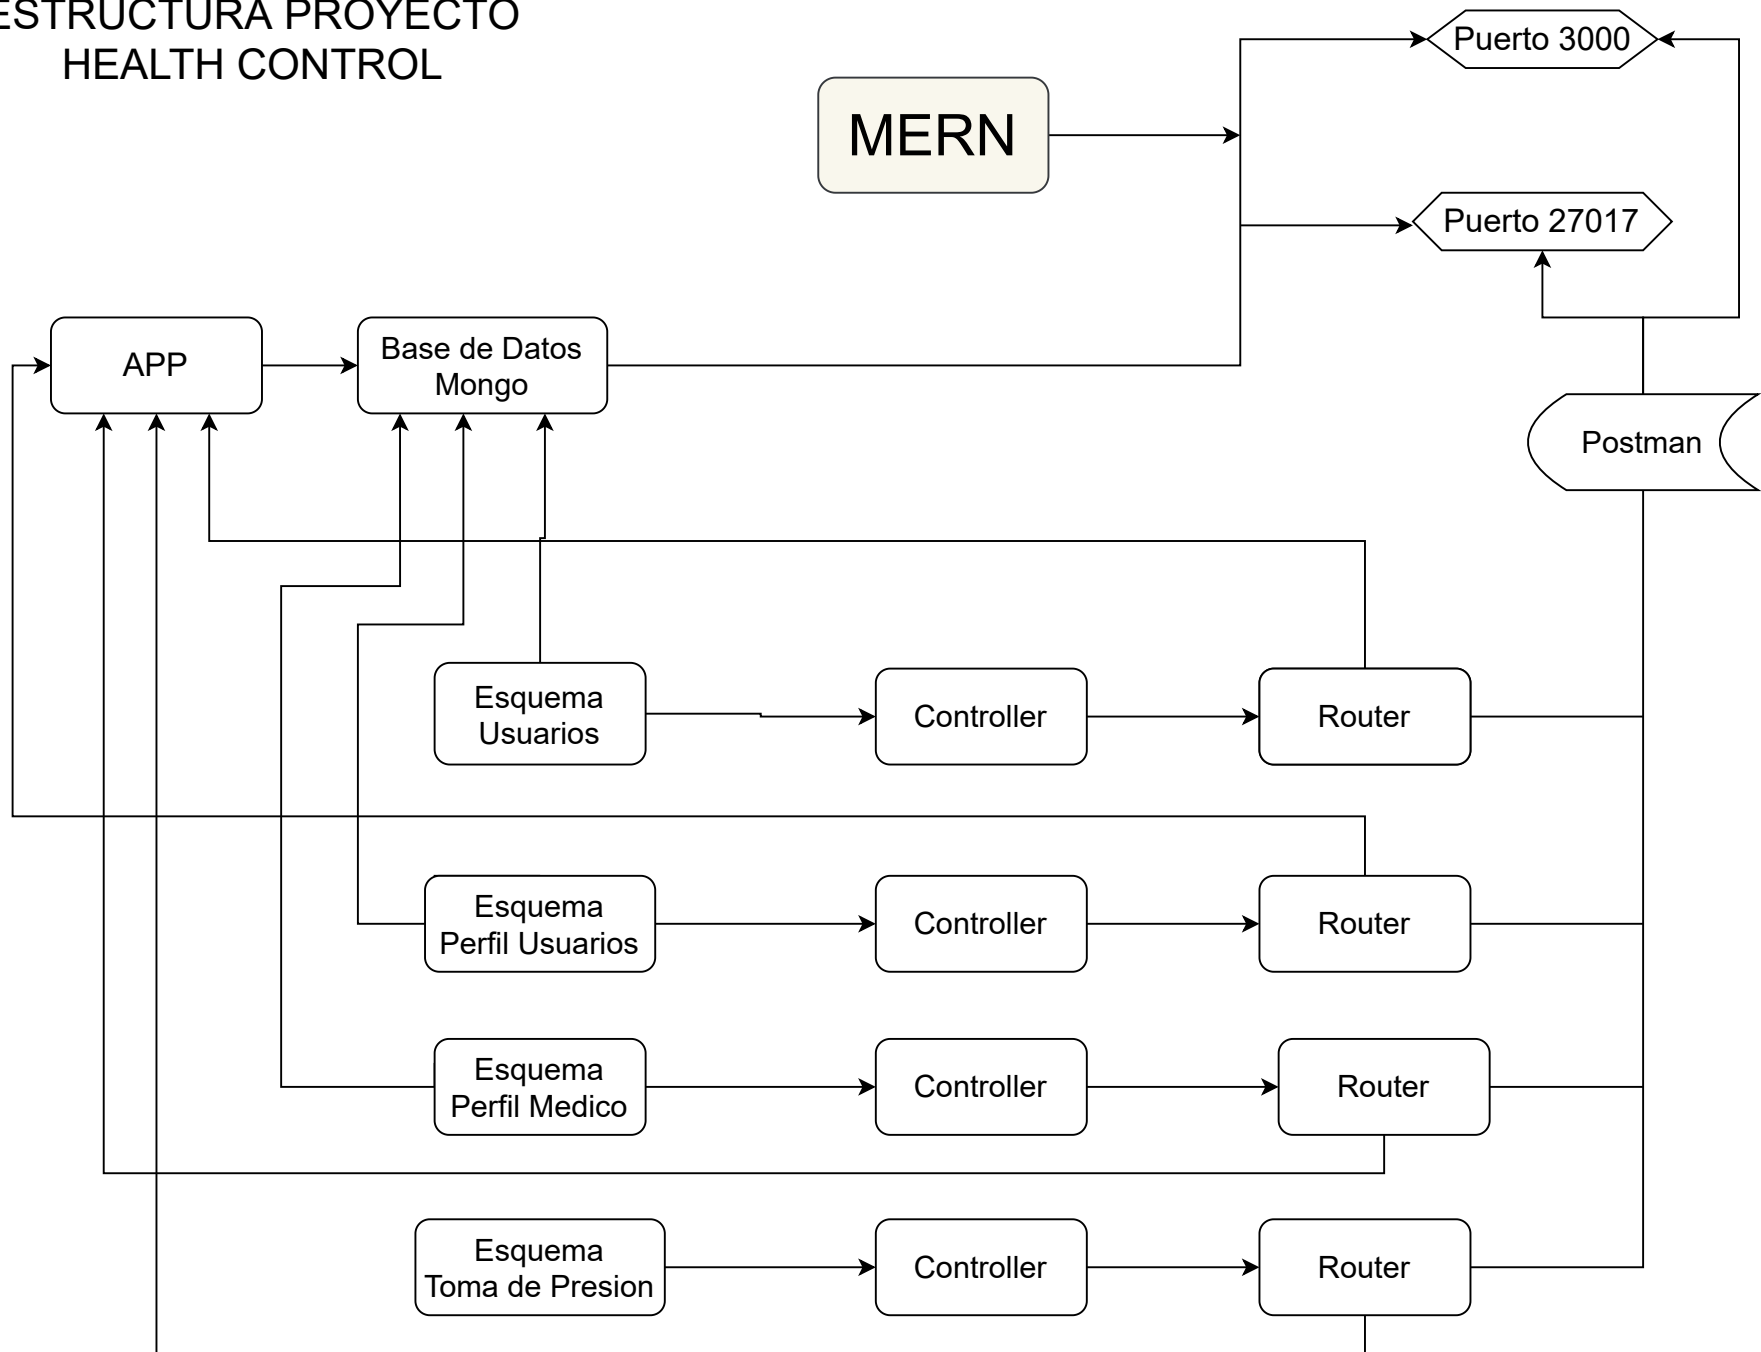 ESTRUCTURA PROYECTO
HEALTH CONTROL
Puerto 3000
MERN
Puerto 27017
APP
Base de Datos
Mongo
Postman
Esquema
Usuarios
Controller
Router
Esquema
Perfil Usuarios
Controller
Router
Esquema
Perfil Medico
Controller
Router
Esquema
Toma de Presion
Controller
Router